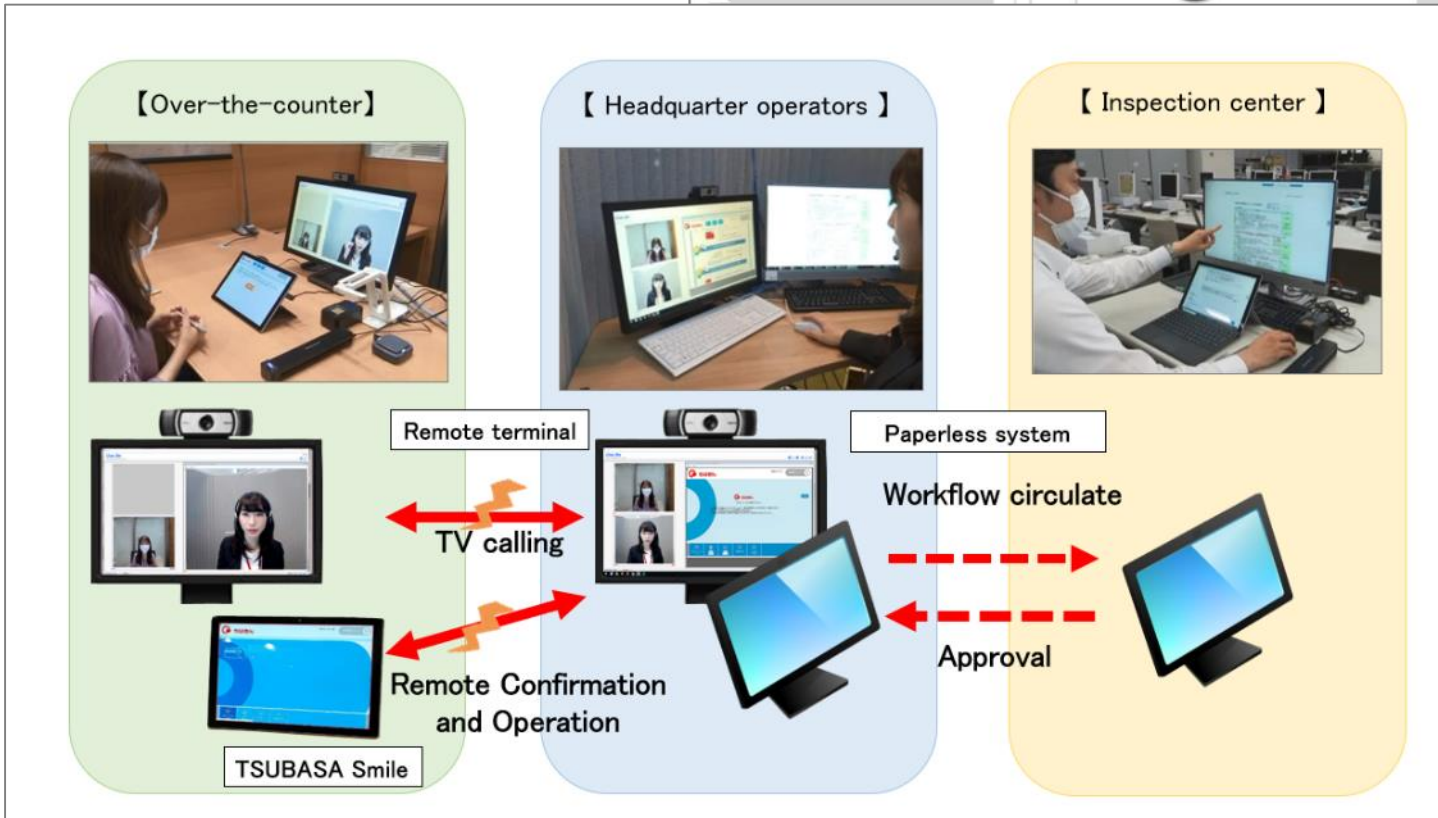 【Over-the-counter】
【 Headquarter operators 】
【 Inspection center 】
Remote terminal
Paperless system
TV calling
Workflow circulate
Remote Confirmation
and Operation
Approval
TSUBASA Smile